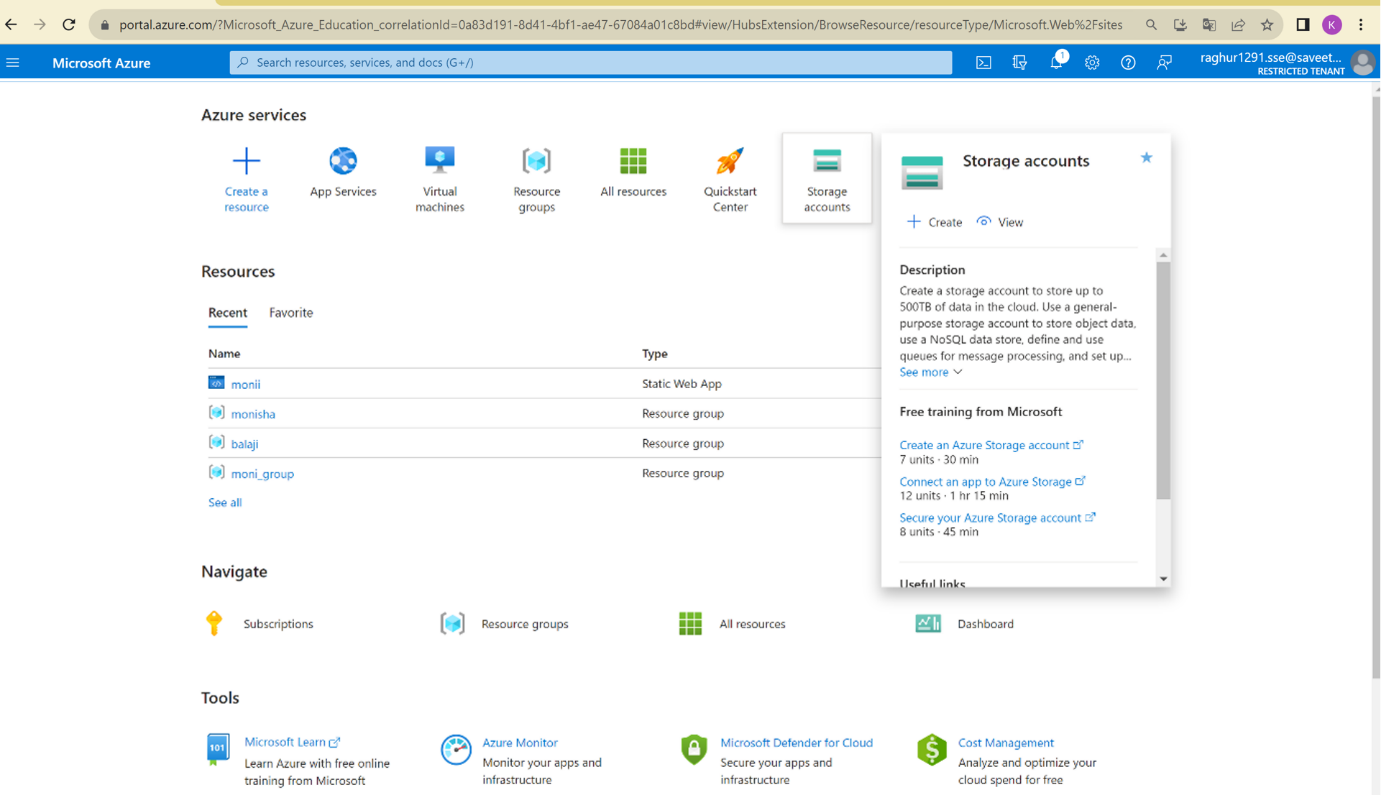 portal.azure.com/?Microsoft_Azure_Education_correlationId=0a83d191-8d41-4bf1-ae47-67084a01c8bd#view/HubsExtension/BrowseResource/resourceType/Microsoft.Web%2Fsites
K
Microsoft Azure
Search resources, services, and docs (G+/)
1
raghur1291.sse@saveet...
RESTRICTED TENANT
Azure services
Create a
resource
App Services
Virtual
machines
Resource
groups
All resources
Quickstart
Center
Storage
accounts
Storage accounts
Create
View
Description
Create a storage account to store up to
500TB of data in the cloud. Use a general-
purpose storage account to store object data,
use a NoSQL data store, define and use
queues for message processing, and set up...
See more
Free training from Microsoft
Create an Azure Storage account
7 units · 30 min
Connect an app to Azure Storage
12 units · 1 hr 15 min
Secure your Azure Storage account
8 units · 45 min
Useful links
Resources
Recent Favorite
Name Type
monii Static Web App
monisha Resource group
balaji Resource group
moni_group Resource group
See all
Navigate
Subscriptions
Resource groups
All resources
Dashboard
Tools
101
Microsoft Learn
Learn Azure with free online
training from Microsoft
Azure Monitor
Monitor your apps and
infrastructure
Microsoft Defender for Cloud
Secure your apps and
infrastructure
$
Cost Management
Analyze and optimize your
cloud spend for free